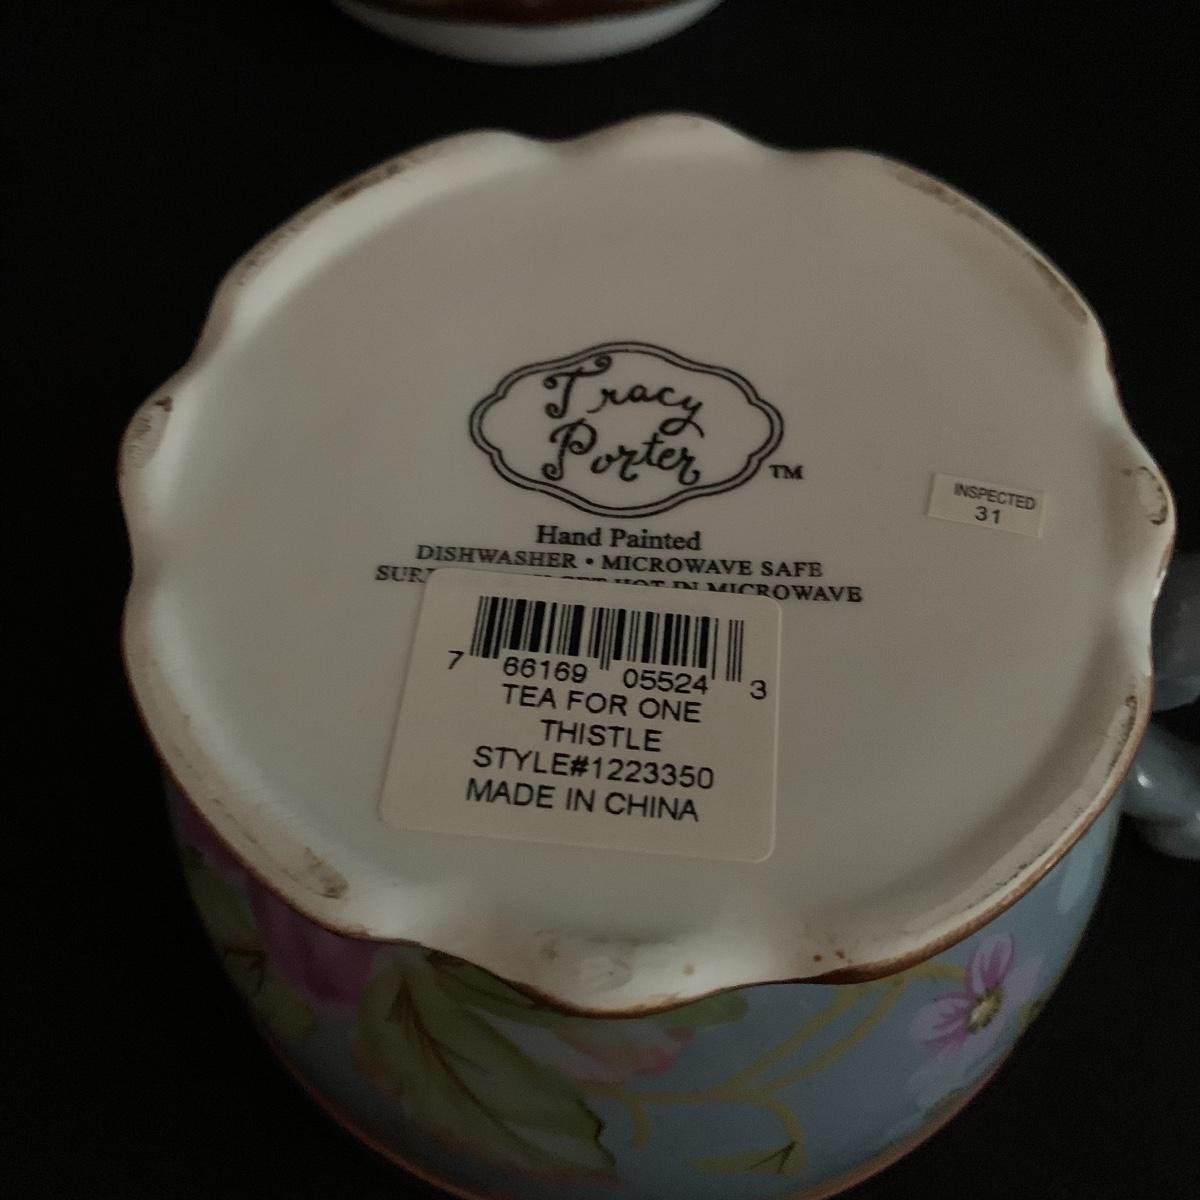 Tracy
Porter
TM
Hand Painted
DISHWASHER • MICROWAVE SAFE
GET HOT IN MICROWAVE
INSPECTED
31
7 66169 05524 3
TEA FOR ONE
THISTLE
STYLE#1223350
MADE IN CHINA